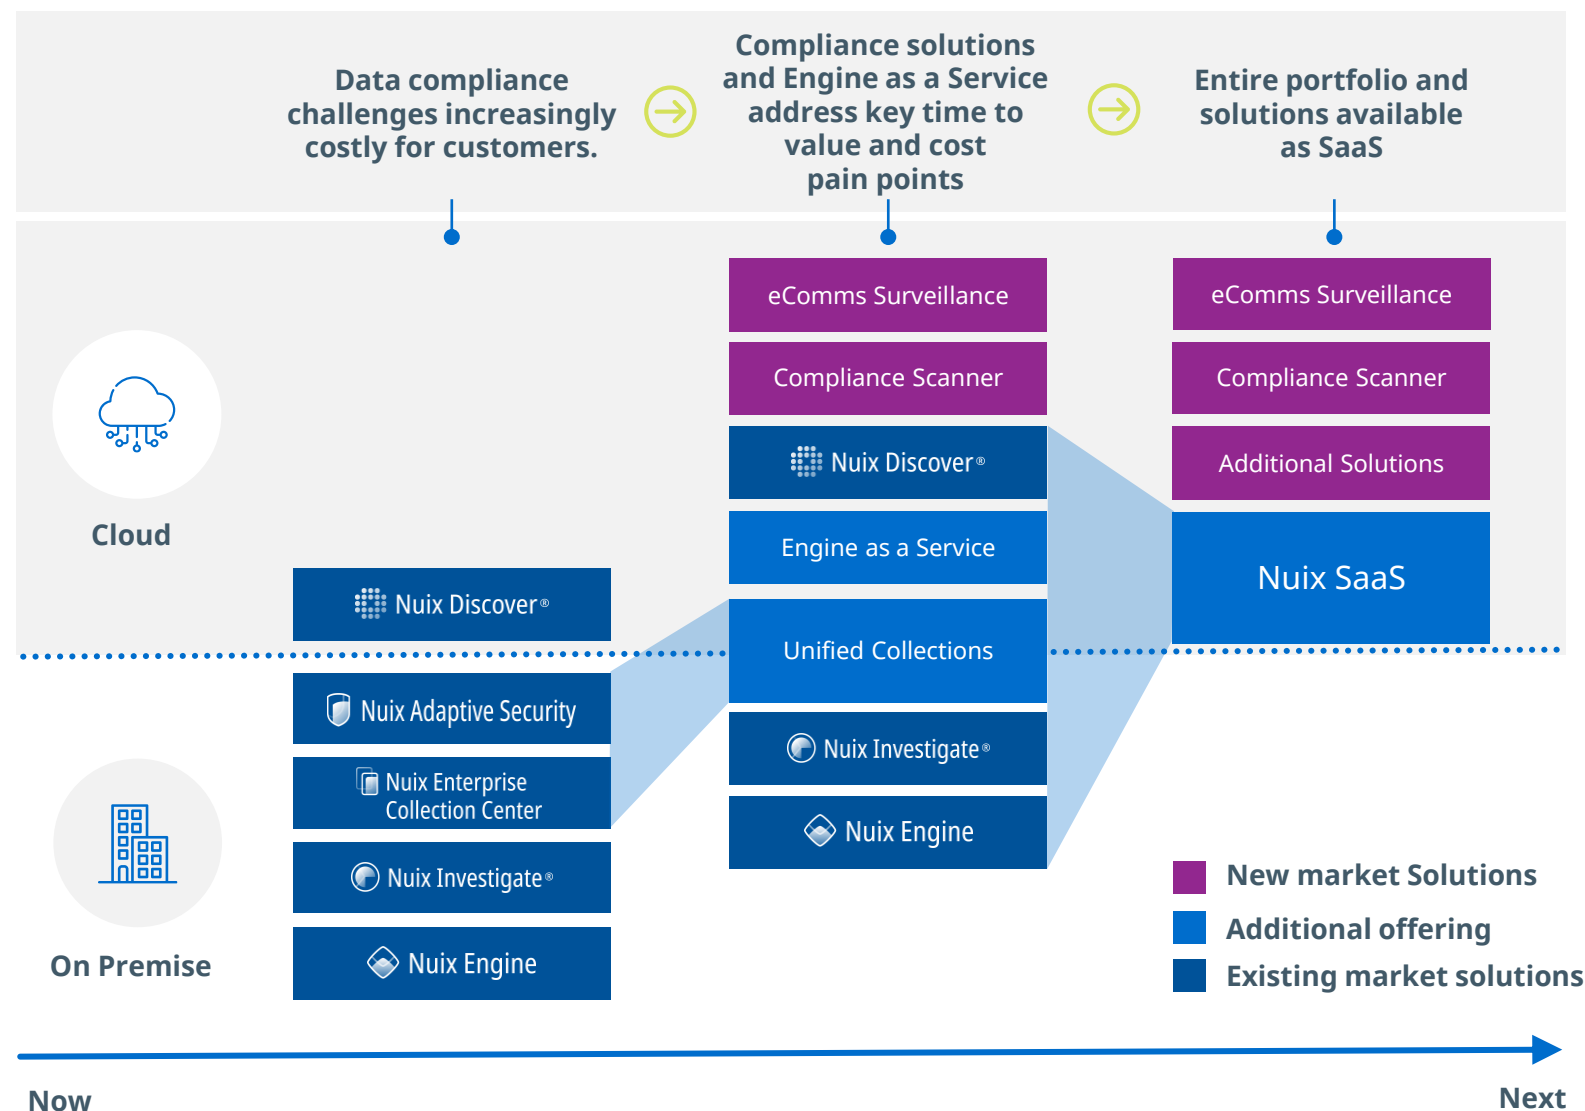 Data compliance
challenges increasingly
costly for customers.
Compliance solutions
and Engine as a Service
address key time to
value and cost
pain points
Entire portfolio and
solutions available
as SaaS
Cloud
On Premise
Nuix Discover®
Nuix Adaptive Security
Nuix Enterprise
Collection Center
Nuix Investigate®
Nuix Engine
eComms Surveillance
Compliance Scanner
Nuix Discover®
Engine as a Service
Unified Collections
Nuix Investigate®
Nuix Engine
eComms Surveillance
Compliance Scanner
Additional Solutions
Nuix SaaS
New market Solutions
Additional offering
Existing market solutions
Now
Next